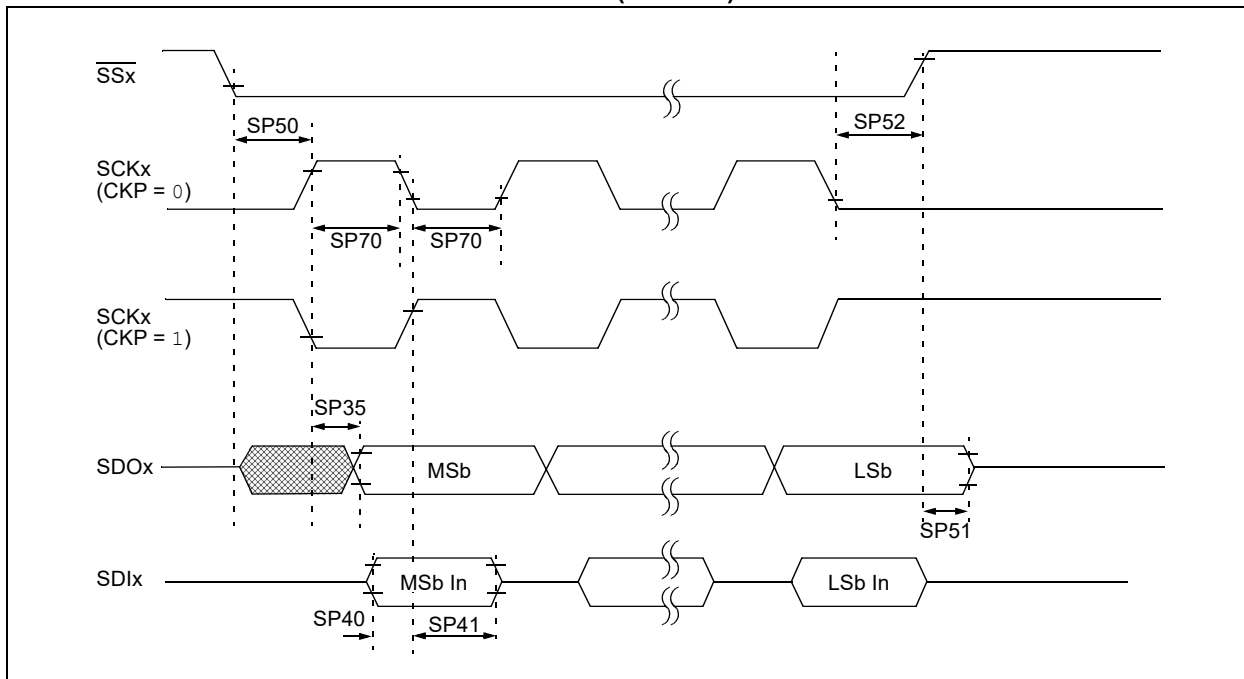 SSx
SP50
SP52
SCKx
(CKP = 0)
SP70
SP70
SCKx
(CKP = 1)
SP35
SDOx
MSb
LSb
SP51
SDIx
MSb In
LSb In
SP40
SP41